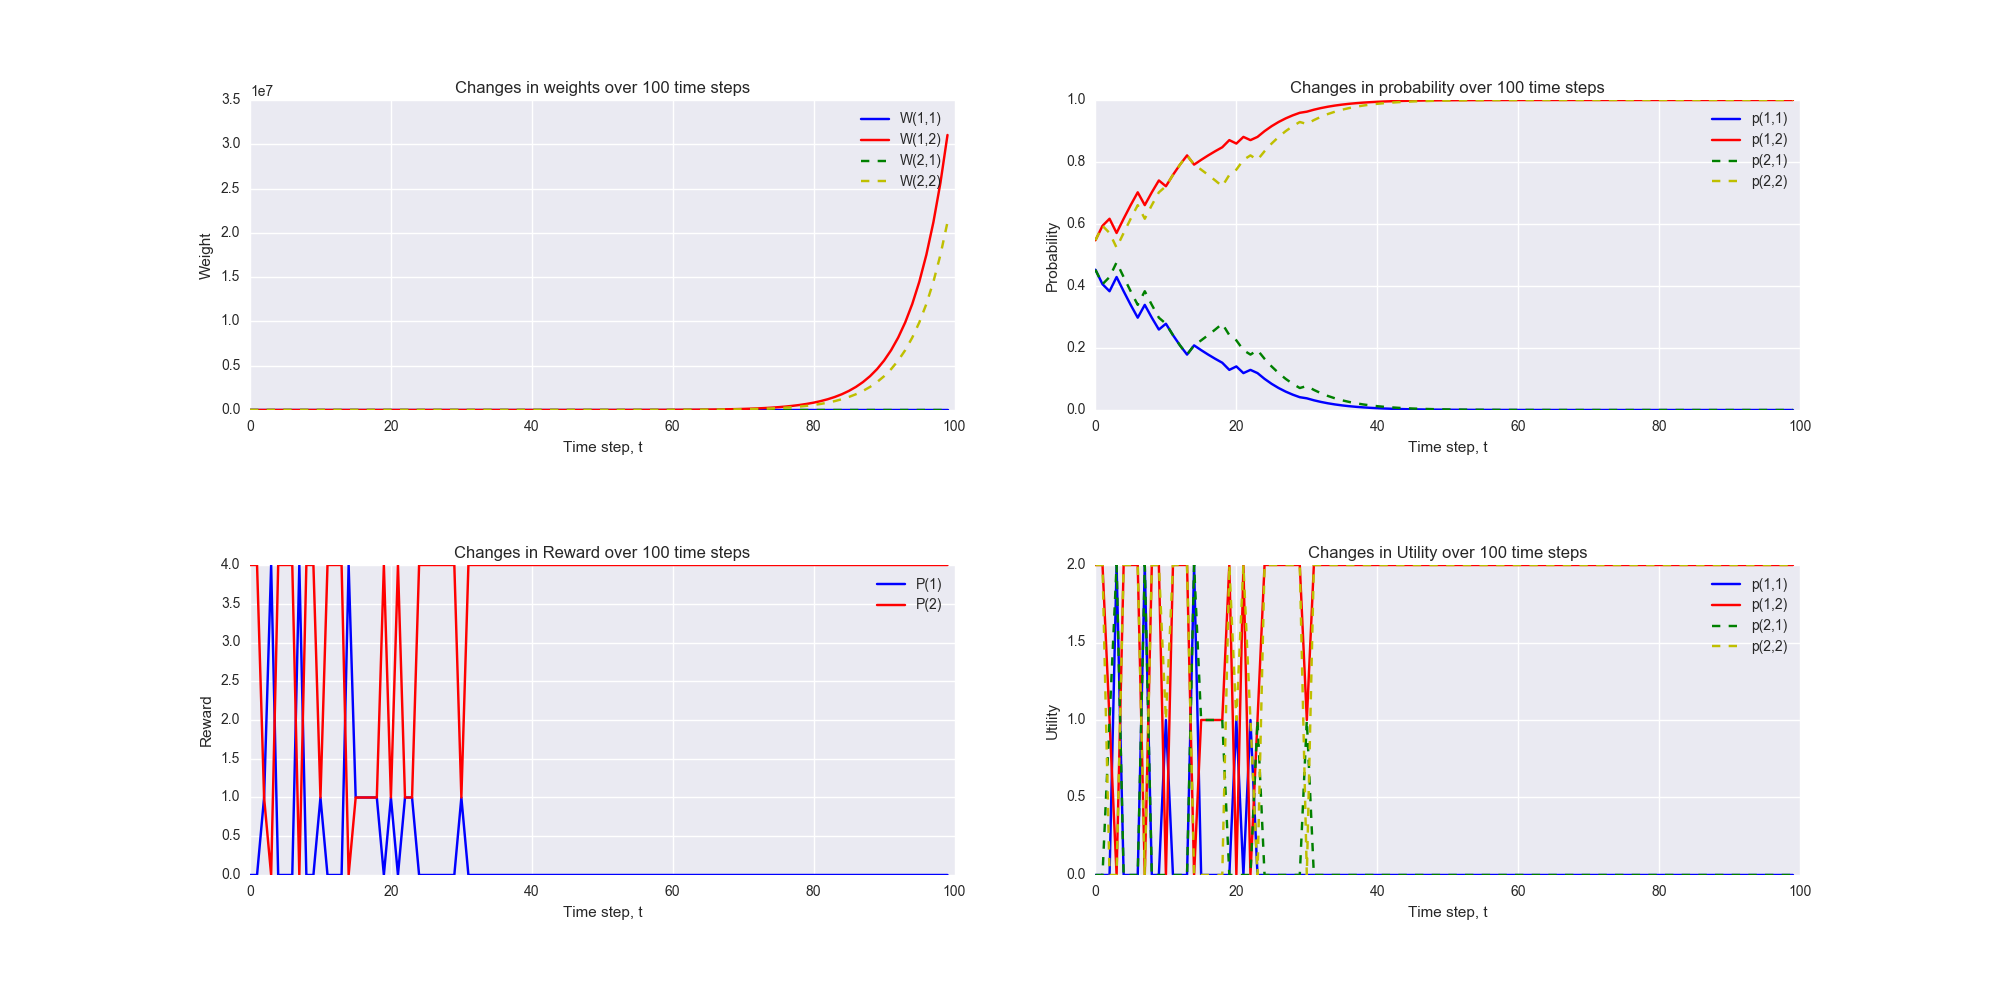 Changes in weights over 100 time steps
1e7
3.5
3.0
2.5
2.0
1.5
1.0
0.5
0.0
Weight
0 20 40 60 80 100
Time step, t
W(1,1)
W(1,2)
W(2,1)
W(2,2)
Changes in probability over 100 time steps
1.0
0.8
0.6
0.4
0.2
0.0
Probability
0 20 40 60 80 100
Time step, t
p(1,1)
p(1,2)
p(2,1)
p(2,2)
Changes in Reward over 100 time steps
4.0
3.5
3.0
2.5
2.0
1.5
1.0
0.5
0.0
Reward
0 20 40 60 80 100
Time step, t
P(1)
P(2)
Changes in Utility over 100 time steps
2.0
1.5
1.0
0.5
0.0
Utility
0 20 40 60 80 100
Time step, t
p(1,1)
p(1,2)
p(2,1)
p(2,2)